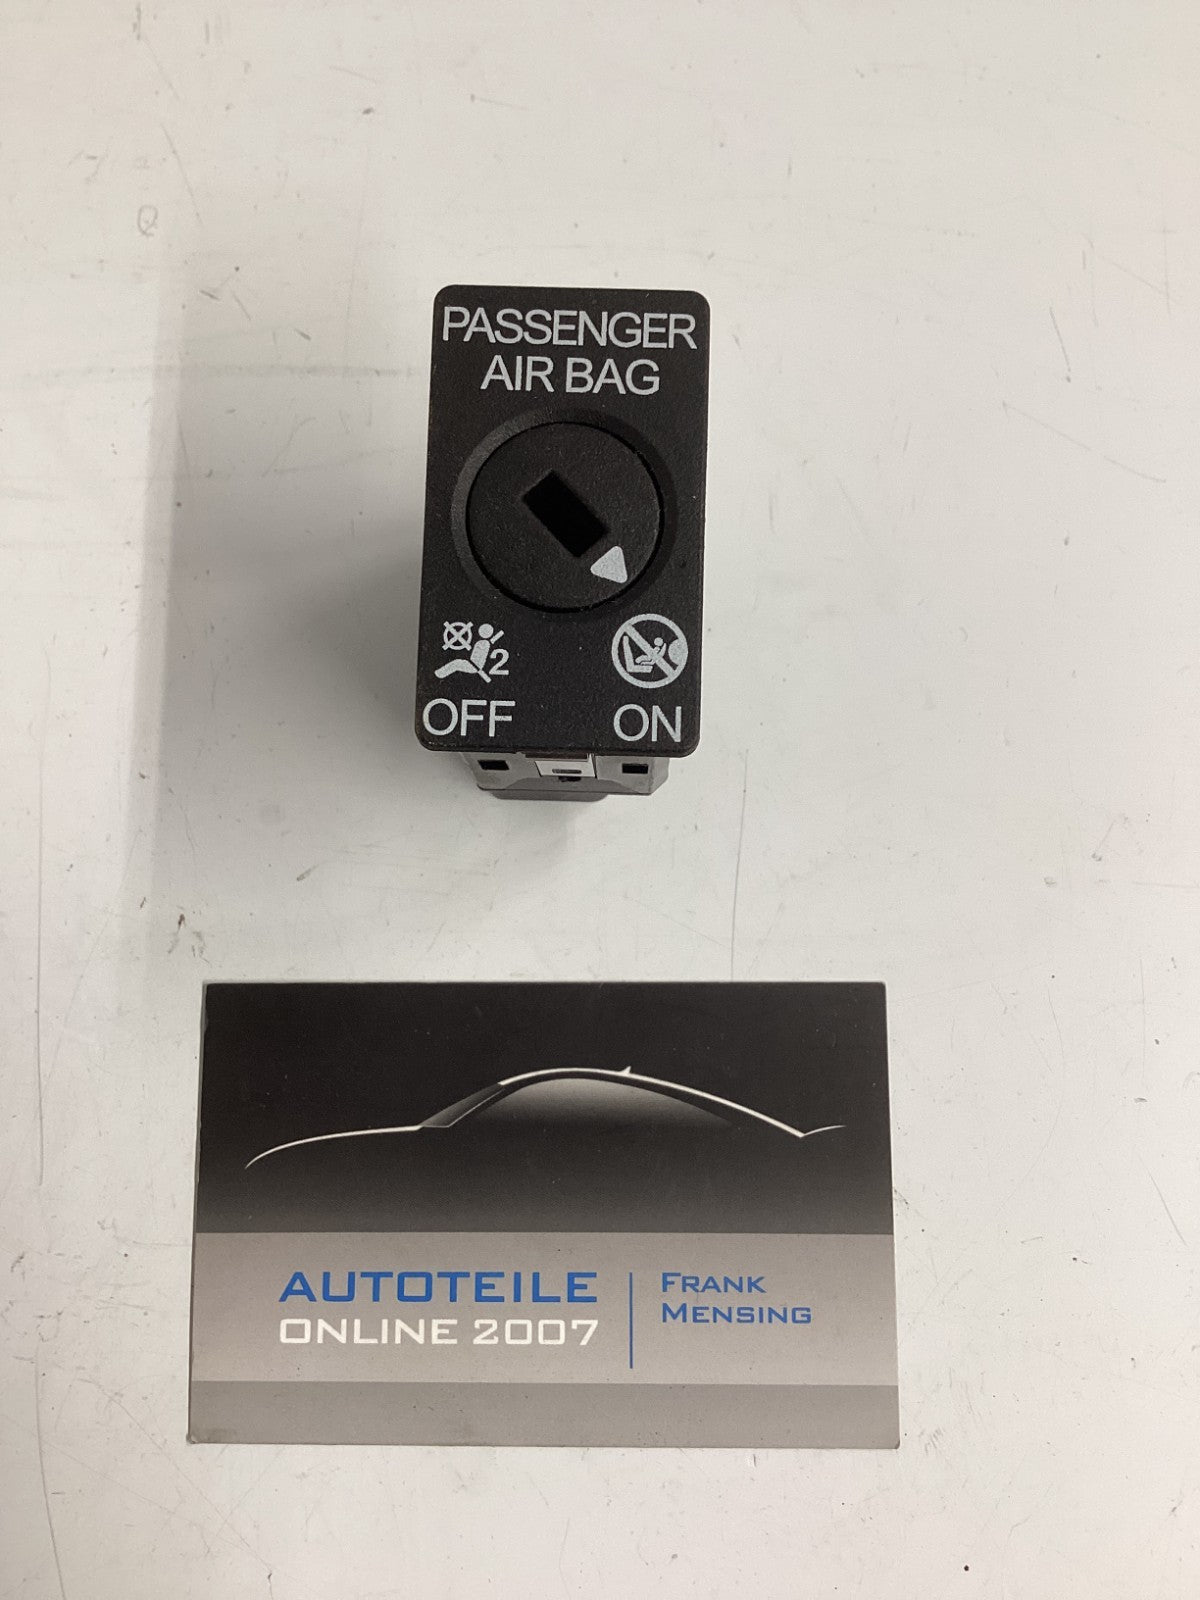 PASSENGER
AIR BAG
2
OFF
ON
AUTOTEILE
ONLINE 2007
FRANK
MENSING